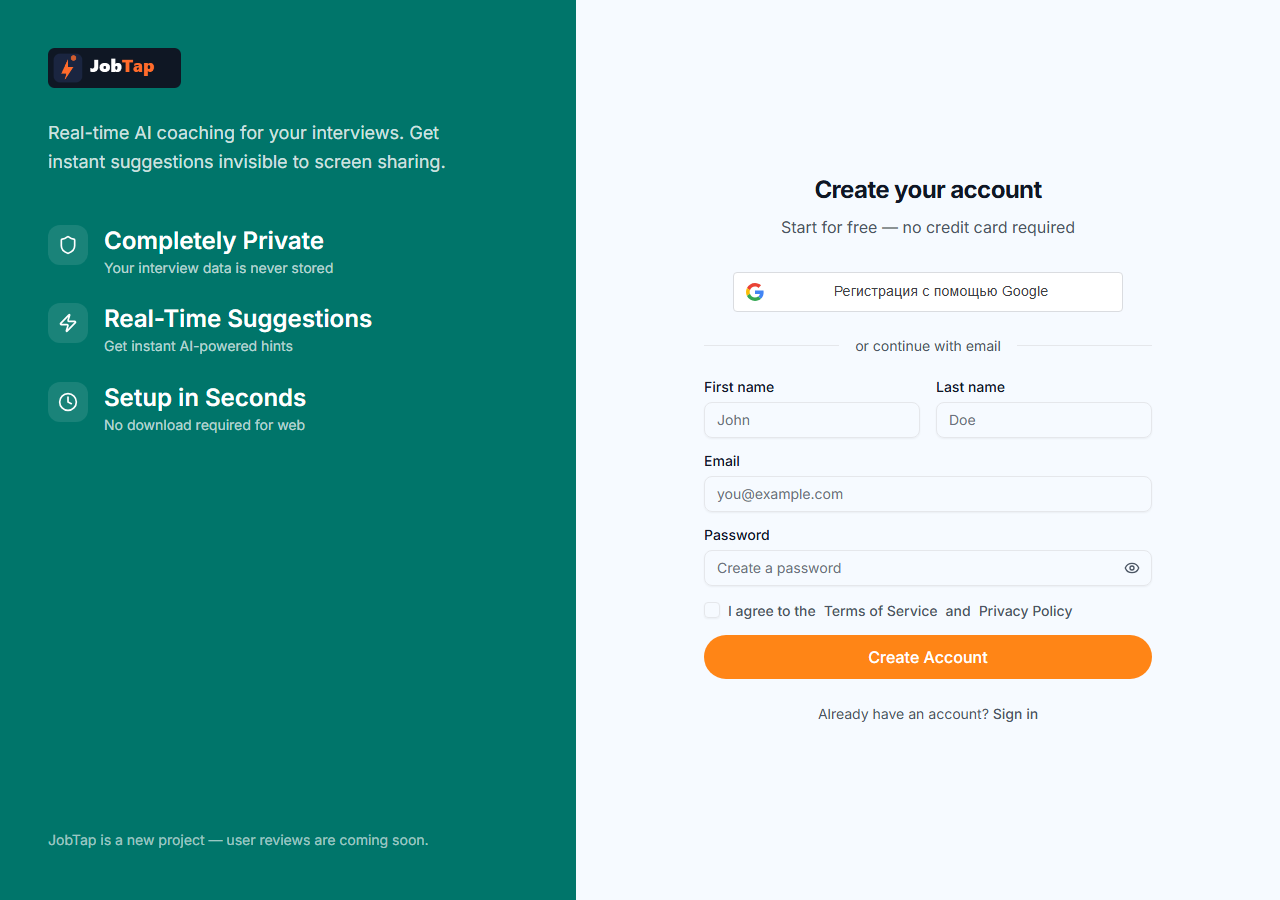 JobTap
Real-time AI coaching for your interviews. Get
instant suggestions invisible to screen sharing.
Completely Private
Your interview data is never stored
Real-Time Suggestions
Get instant AI-powered hints
Setup in Seconds
No download required for web
JobTap is a new project — user reviews are coming soon.
Create your account
Start for free — no credit card required
Регистрация с помощью Google
or continue with email
First name
Last name
John
Doe
Email
you@example.com
Password
Create a password
I agree to the Terms of Service and Privacy Policy
Create Account
Already have an account? Sign in